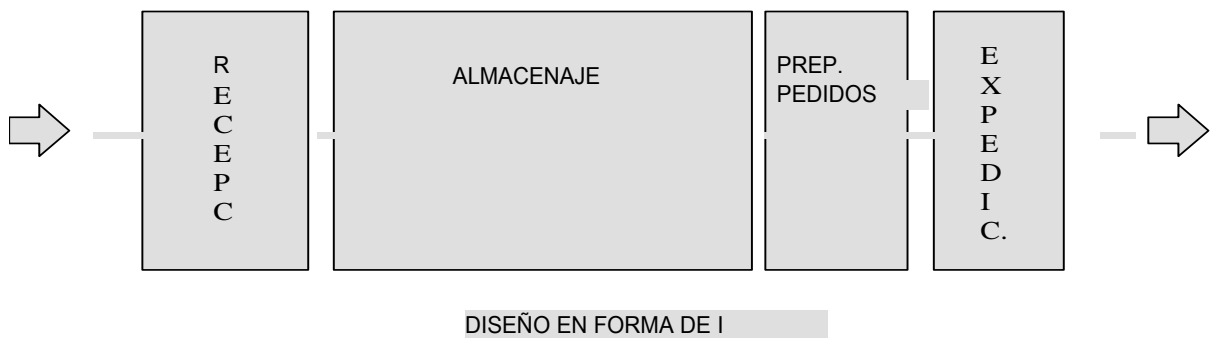 R
E
C
E
P
C
ALMACENAJE
PREP.
PEDIDOS
E
X
P
E
D
I
C.
DISEÑO EN FORMA DE I